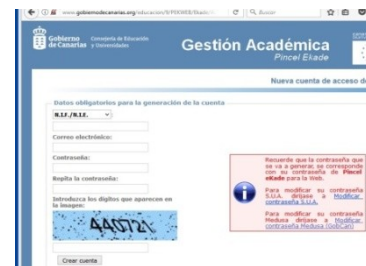 www.gobiernodecanarias.org/educacion/
Buscar
Gobierno de Canarias
Consejería de Educación y Universidades
Gestión Académica
Pincel Ekade
Nueva cuenta de acceso d
Datos obligatorios para la generación de la cuenta
N.I.F./N.I.E.
Correo electrónico:
Contraseña:
Repita la contraseña:
Introduzca los dígitos que aparecen en
la imagen:
Crear cuenta
Recuerde que la contraseña que
se va a generar, se corresponde
con su contraseña de Pincel
eKade para la Web.
Para modificar su contraseña
S.U.A. diríjase a Modificar
contraseña S.U.A.
Para modificar su contraseña
Medusa diríjase a Modificar
contraseña Medusa (GobCan)